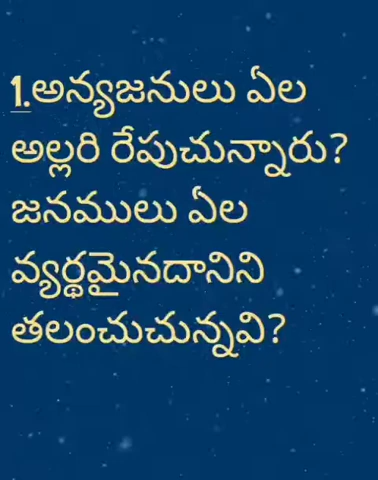 1.అన్యజనులు ఏల
అల్లరి రేపుచున్నారు?
జనములు ఏల
వ్యర్థమైనదానిని
తలంచుచున్నవి?